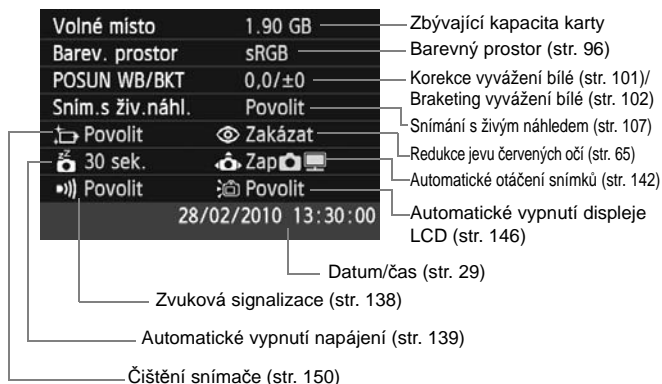 Volné místo 1.90 GB
Zbývající kapacita karty
Barev. prostor sRGB
Barevný prostor (str. 96)
POSUN WB/BKT 0,0/±0
Korekce vyvážení bílé (str. 101)/
Braketing vyvážení bílé (str. 102)
Sním.s živ.náhl. Povolit
Snímání s živým náhledem (str. 107)
Povolit Zakázat
Redukce jevu červených očí (str. 65)
30 sek. Zap
Automatické otáčení snímků (str. 142)
Povolit Povolit
Automatické vypnutí displeje
LCD (str. 146)
28/02/2010 13:30:00
Datum/čas (str. 29)
Zvuková signalizace (str. 138)
Automatické vypnutí napájení (str. 139)
Čištění snímače (str. 150)